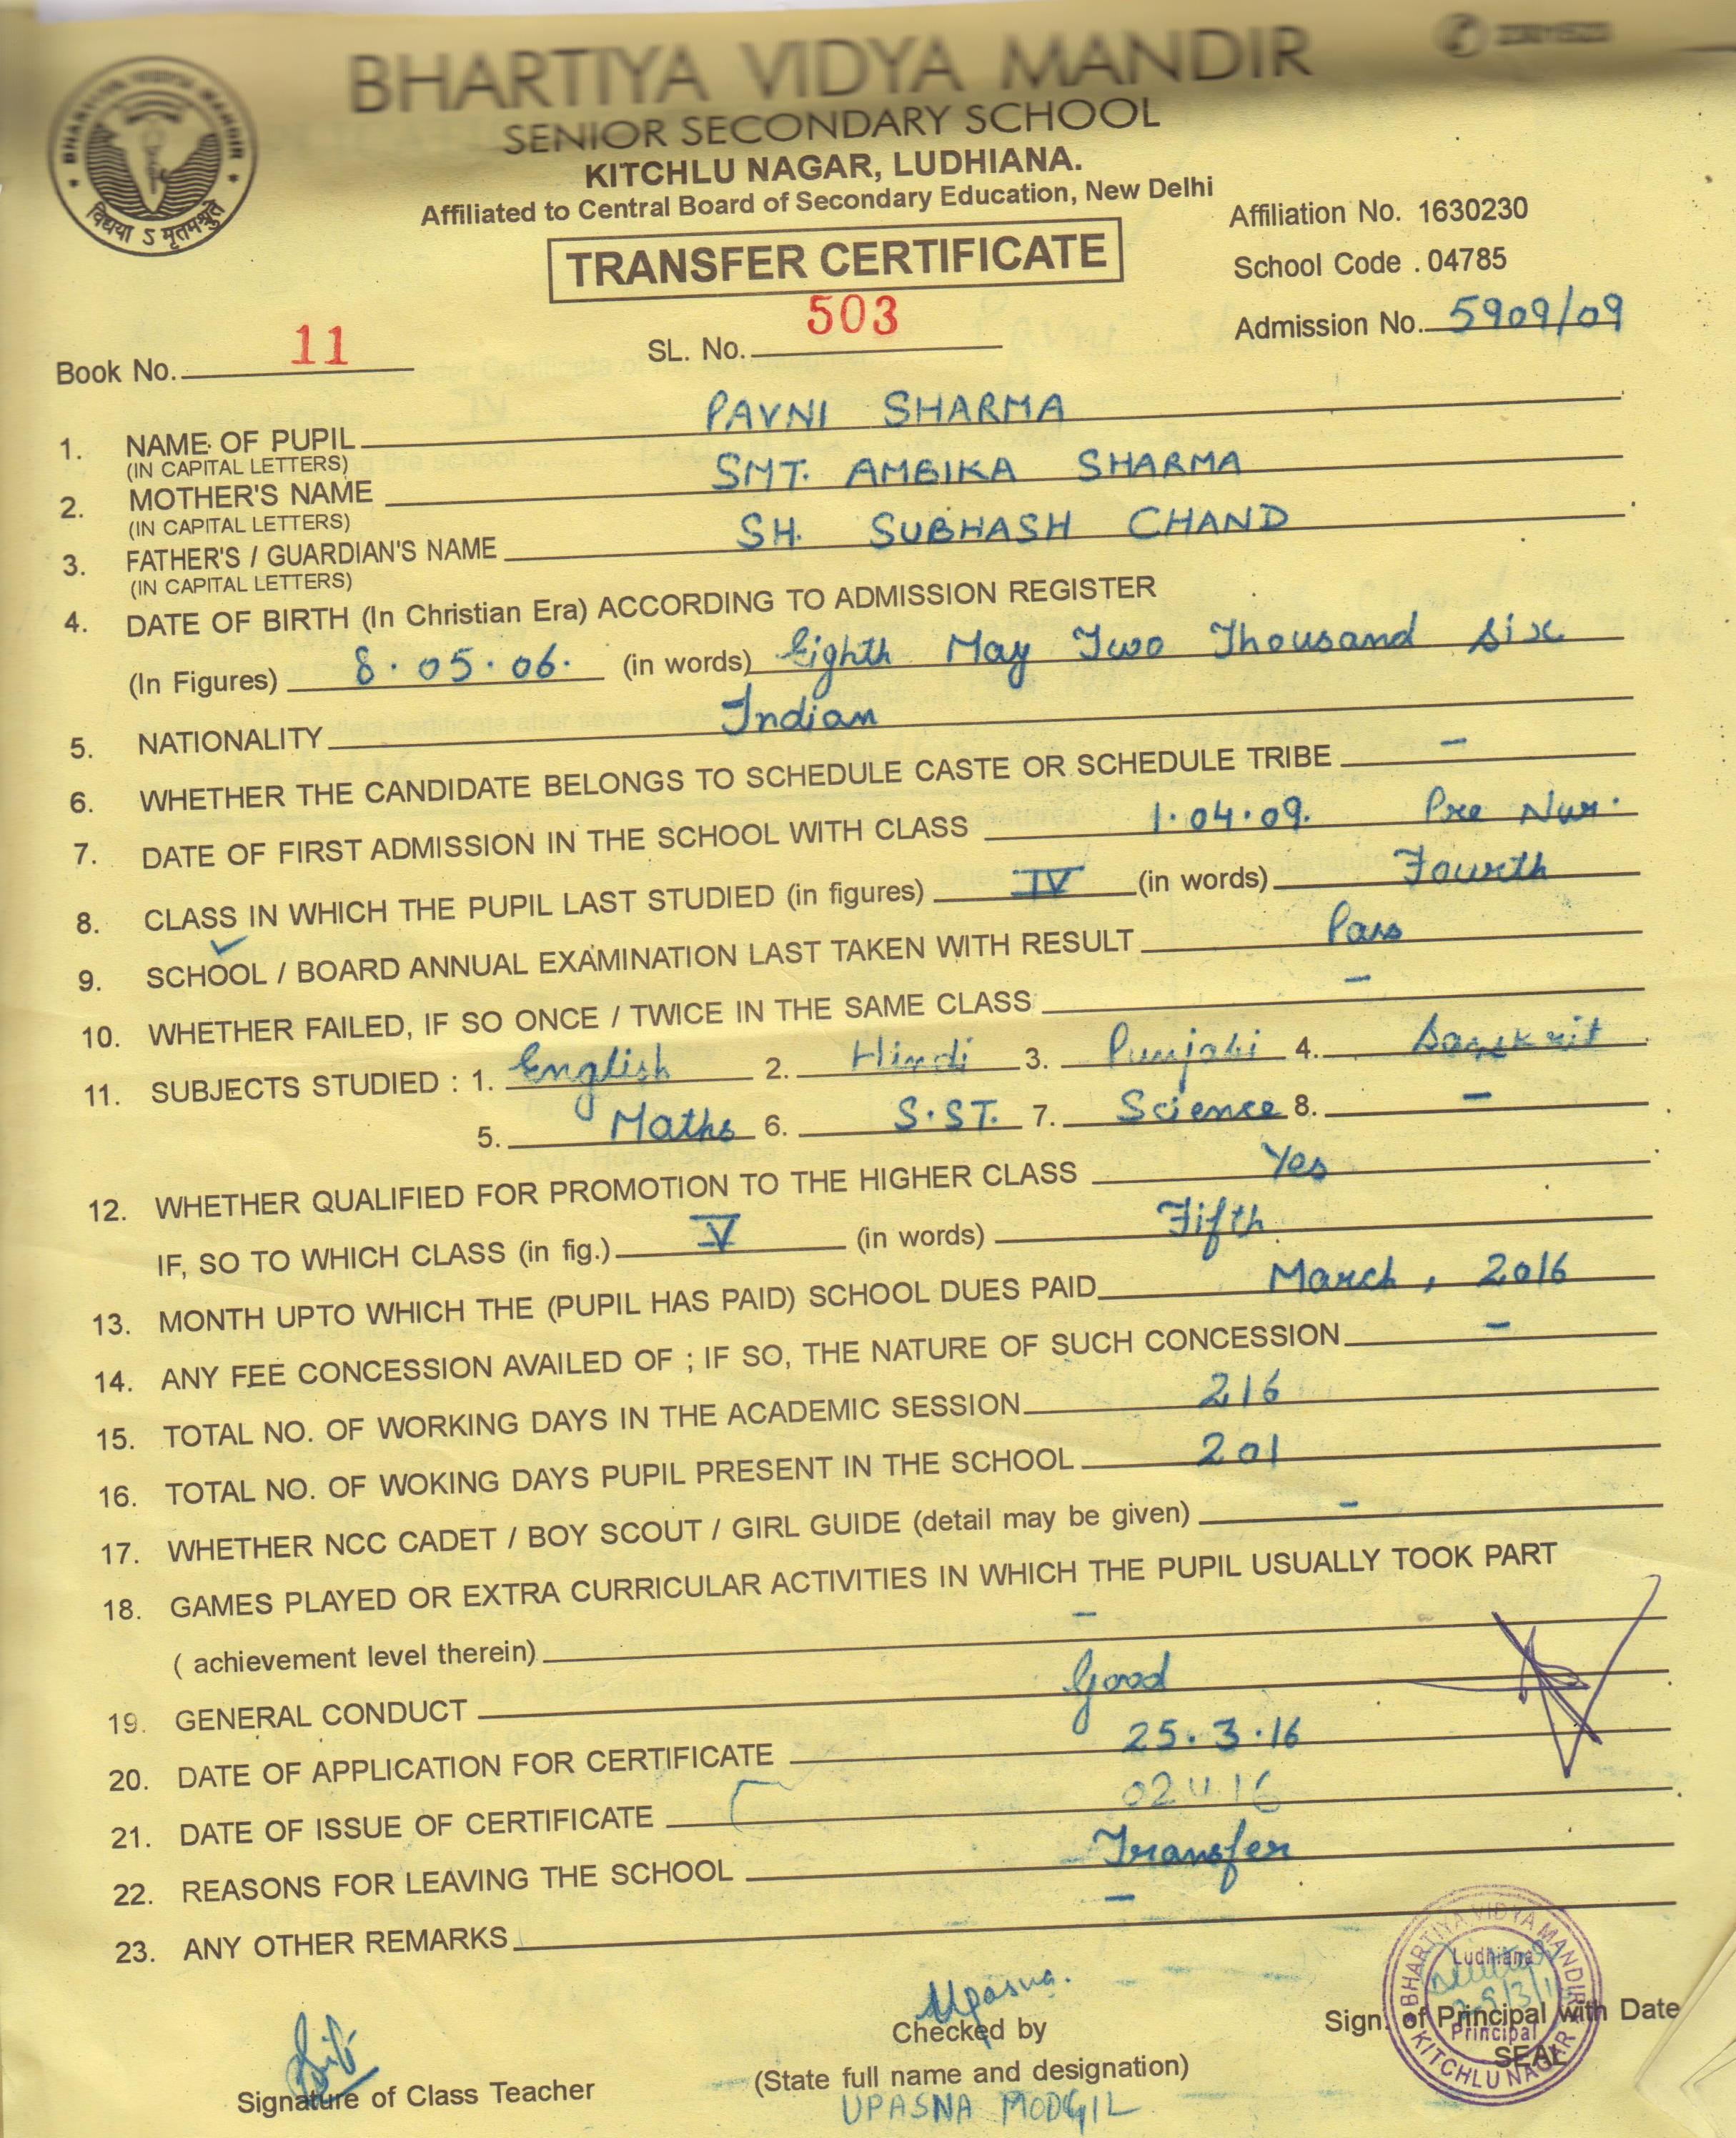 BHARTIYA VIDYA MANDIR
SENIOR SECONDARY SCHOOL
KITCHLU NAGAR, LUDHIANA.
Affiliated to Central Board of Secondary Education, New Delhi
BHARTIYA VIDYA MANDIR
विद्यया ऽ मृतमश्नुते
Affiliation No. 1630230
TRANSFER CERTIFICATE
School Code . 04785
Admission No. 5909/09
Book No. 11 SL. No. 503
1. NAME OF PUPIL PAVNI SHARMA
(IN CAPITAL LETTERS)
2. MOTHER'S NAME SMT. AMBIKA SHARMA
(IN CAPITAL LETTERS)
3. FATHER'S / GUARDIAN'S NAME SH. SUBHASH CHAND
(IN CAPITAL LETTERS)
4. DATE OF BIRTH (In Christian Era) ACCORDING TO ADMISSION REGISTER
(In Figures) 8.05.06. (in words) Eighth May Two Thousand six
5. NATIONALITY Indian
6. WHETHER THE CANDIDATE BELONGS TO SCHEDULE CASTE OR SCHEDULE TRIBE –
7. DATE OF FIRST ADMISSION IN THE SCHOOL WITH CLASS 1.04.09. Pre Nur.
8. CLASS IN WHICH THE PUPIL LAST STUDIED (in figures) IV (in words) Fourth
9. SCHOOL / BOARD ANNUAL EXAMINATION LAST TAKEN WITH RESULT Pass
10. WHETHER FAILED, IF SO ONCE / TWICE IN THE SAME CLASS –
11. SUBJECTS STUDIED : 1. English 2. Hindi 3. Punjabi 4. Sanskrit
5. Maths 6. S.ST. 7. Science 8. –
12. WHETHER QUALIFIED FOR PROMOTION TO THE HIGHER CLASS Yes
IF, SO TO WHICH CLASS (in fig.) V (in words) Fifth
13. MONTH UPTO WHICH THE (PUPIL HAS PAID) SCHOOL DUES PAID March, 2016
14. ANY FEE CONCESSION AVAILED OF ; IF SO, THE NATURE OF SUCH CONCESSION –
15. TOTAL NO. OF WORKING DAYS IN THE ACADEMIC SESSION 216
16. TOTAL NO. OF WOKING DAYS PUPIL PRESENT IN THE SCHOOL 201
17. WHETHER NCC CADET / BOY SCOUT / GIRL GUIDE (detail may be given) –
18. GAMES PLAYED OR EXTRA CURRICULAR ACTIVITIES IN WHICH THE PUPIL USUALLY TOOK PART
( achievement level therein) –
19. GENERAL CONDUCT Good
20. DATE OF APPLICATION FOR CERTIFICATE 25.3.16
21. DATE OF ISSUE OF CERTIFICATE 02 4 16
22. REASONS FOR LEAVING THE SCHOOL Transfer
23. ANY OTHER REMARKS –
Upasna.
Checked by
(State full name and designation)
UPASNA MODGIL
Signature of Class Teacher
Sign. of Principal with Date
SEAL
BHARTIYA VIDYA MANDIR
KITCHLU NAGAR
Ludhiana
Principal